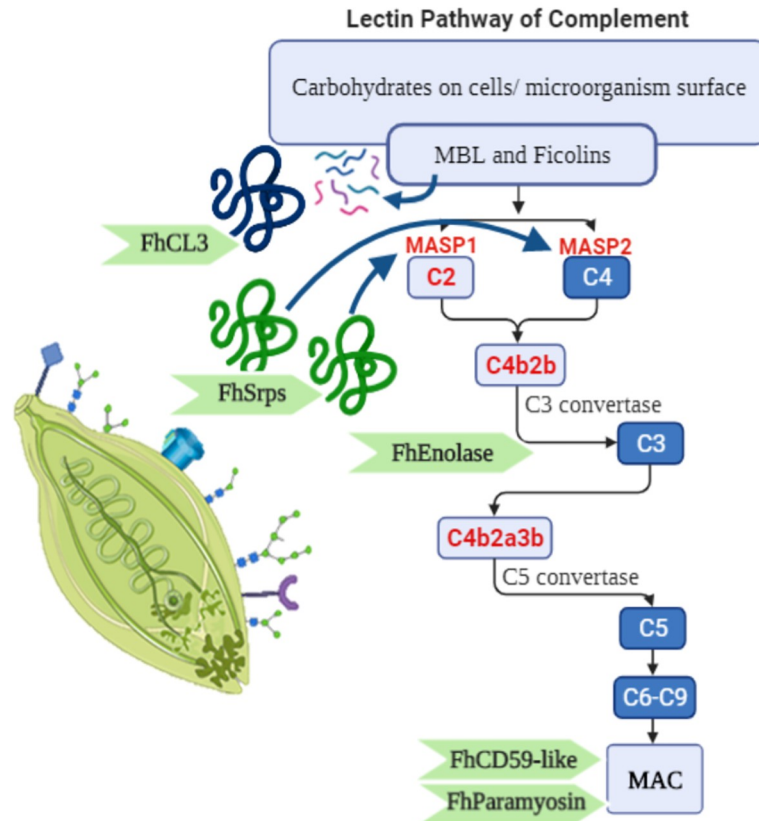 Lectin Pathway of Complement
Carbohydrates on cells/ microorganism surface
MBL and Ficolins
FhCL3
MASP1
MASP2
C2
C4
C4b2b
FhSrps
C3 convertase
FhEnolase
C3
C4b2a3b
C5 convertase
C5
C6-C9
FhCD59-like
MAC
FhParamyosin